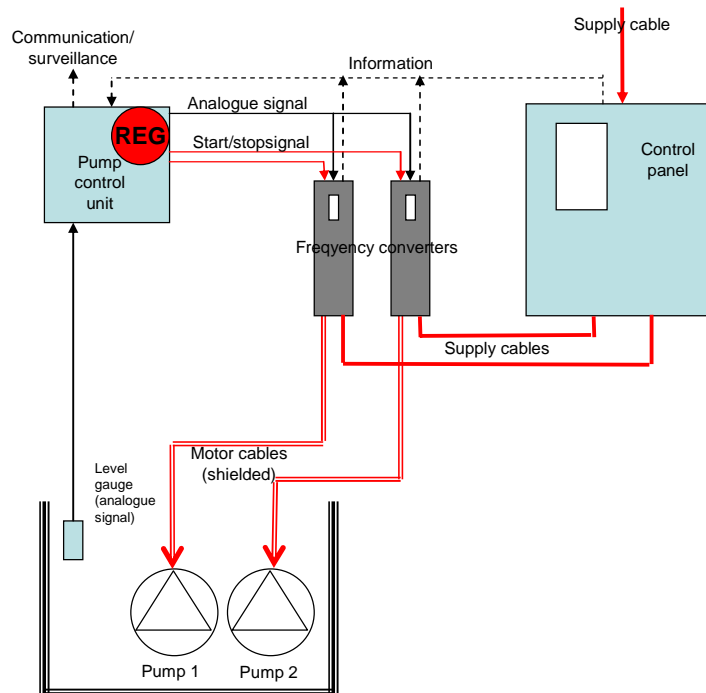 Supply cable
Communication/
surveillance
Information
Analogue signal
REG
Start/stopsignal
Pump
control
unit
Control
panel
Freqyency converters
Supply cables
Motor cables
(shielded)
Level
gauge
(analogue
signal)
Pump 1
Pump 2